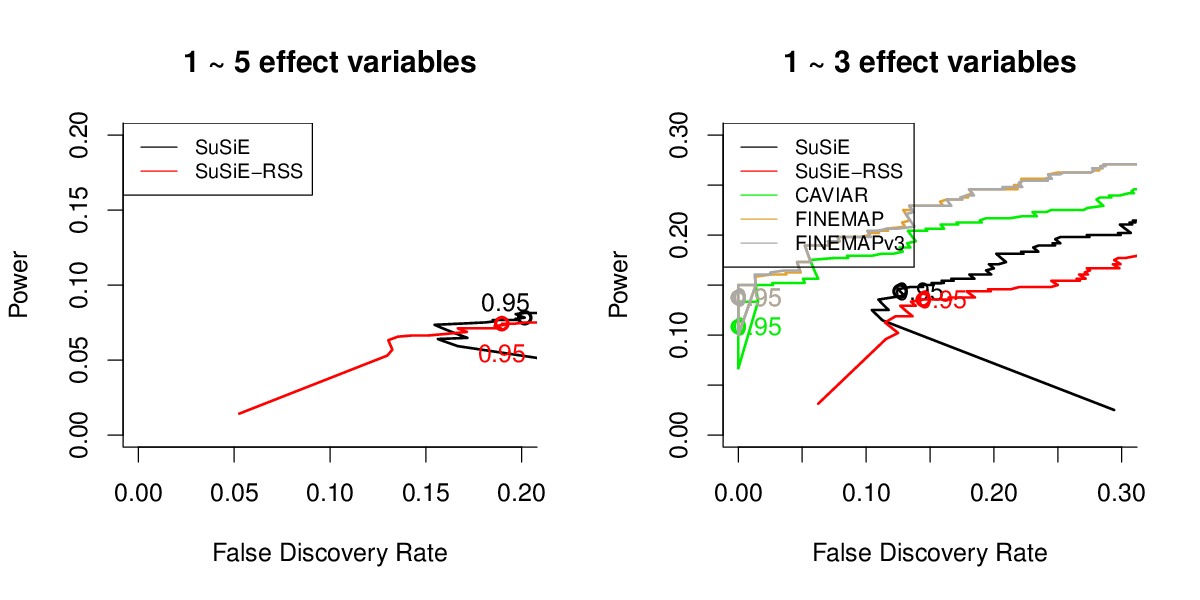 1 ~ 5 effect variables
Power
0.00 0.05 0.10 0.15 0.20
SuSiE
SuSiE−RSS
0.95
0.95
0.00 0.05 0.10 0.15 0.20
False Discovery Rate
1 ~ 3 effect variables
Power
0.00 0.10 0.20 0.30
SuSiE
SuSiE−RSS
CAVIAR
FINEMAP
FINEMAPv3
0.95
0.95
0.95
0.95
0.00 0.10 0.20 0.30
False Discovery Rate